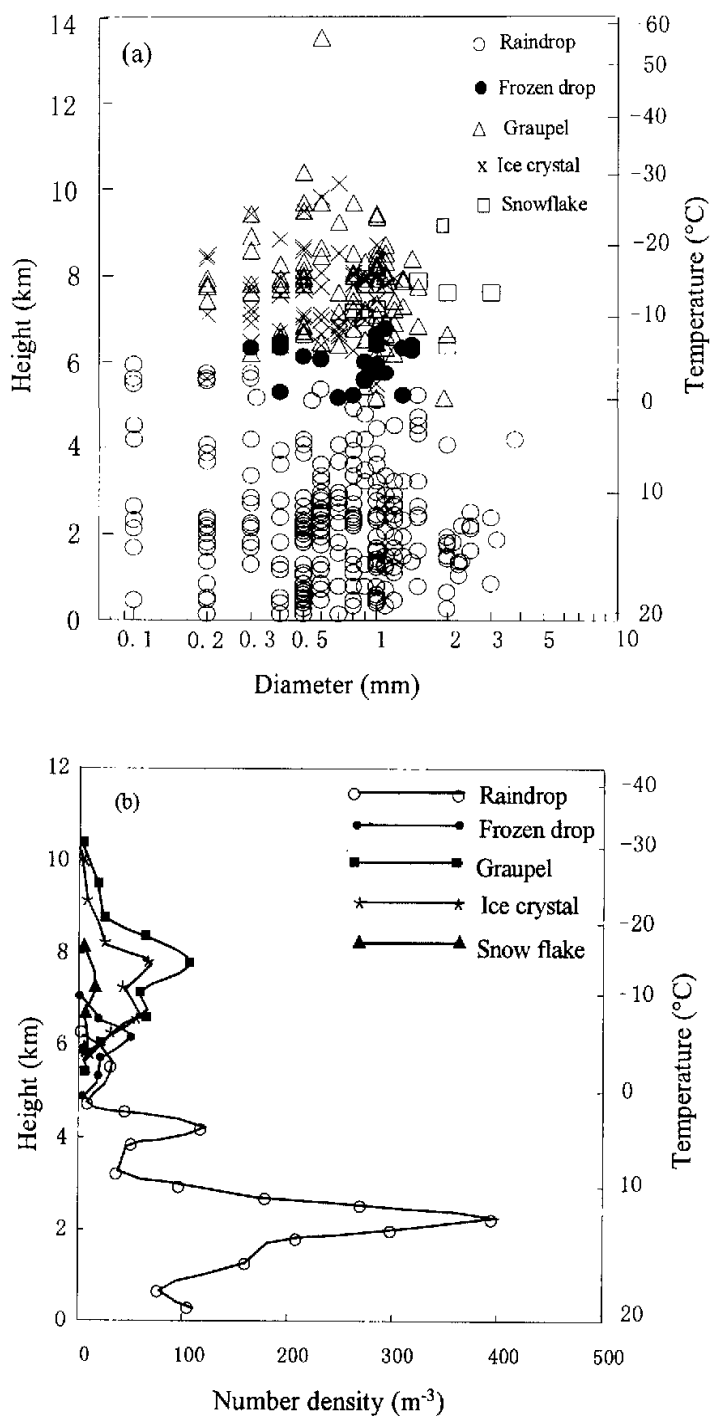 (a)
Raindrop
Frozen drop
Graupel
Ice crystal
Snowflake
14
12
10
8
6
4
2
0
Height (km)
-60
-50
-40
-30
-20
-10
0
10
20
Temperature (°C)
0.1 0.2 0.3 0.5 1 2 3 5 10
Diameter (mm)
(b)
Raindrop
Frozen drop
Graupel
Ice crystal
Snow flake
12
10
8
6
4
2
0
Height (km)
-40
-30
-20
-10
0
10
20
Temperature (°C)
0 100 200 300 400 500
Number density (m⁻³)